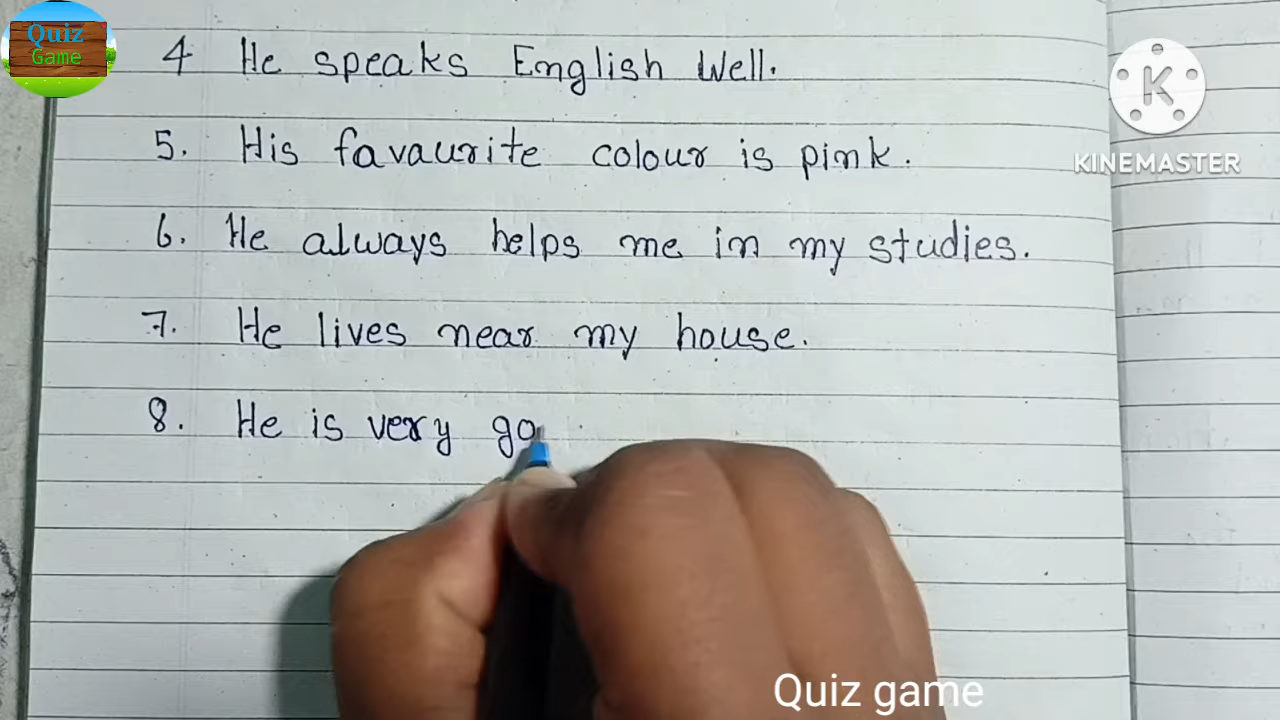 Quiz
Game
4 He speaks English Well.
5. His favaurite colour is pink.
6. He always helps me in my studies.
7. He lives near my house.
8. He is very go
KINEMASTER
Quiz game